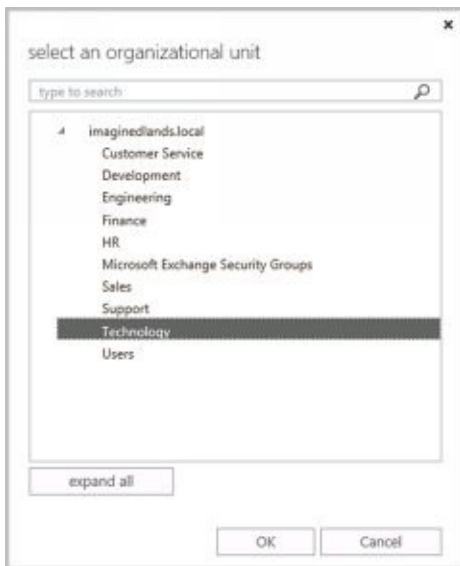 select an organizational unit
type to search
imaginedlands.local
Customer Service
Development
Engineering
Finance
HR
Microsoft Exchange Security Groups
Sales
Support
Technology
Users
expand all
OK Cancel